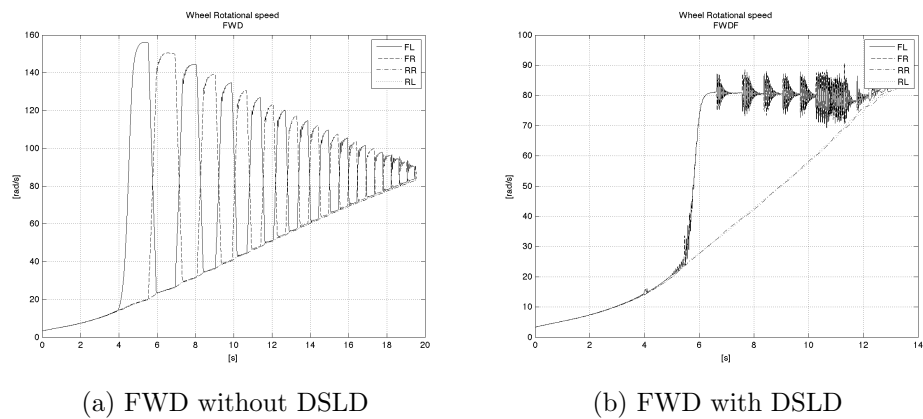 Wheel Rotational speed
FWD
160
140
120
100
80
60
40
20
0
[rad/s]
0 2 4 6 8 10 12 14 16 18 20
[s]
FL
FR
RR
RL
(a) FWD without DSLD
Wheel Rotational speed
FWDF
100
90
80
70
60
50
40
30
20
10
0
[rad/s]
0 2 4 6 8 10 12 14
[s]
FL
FR
RR
RL
(b) FWD with DSLD